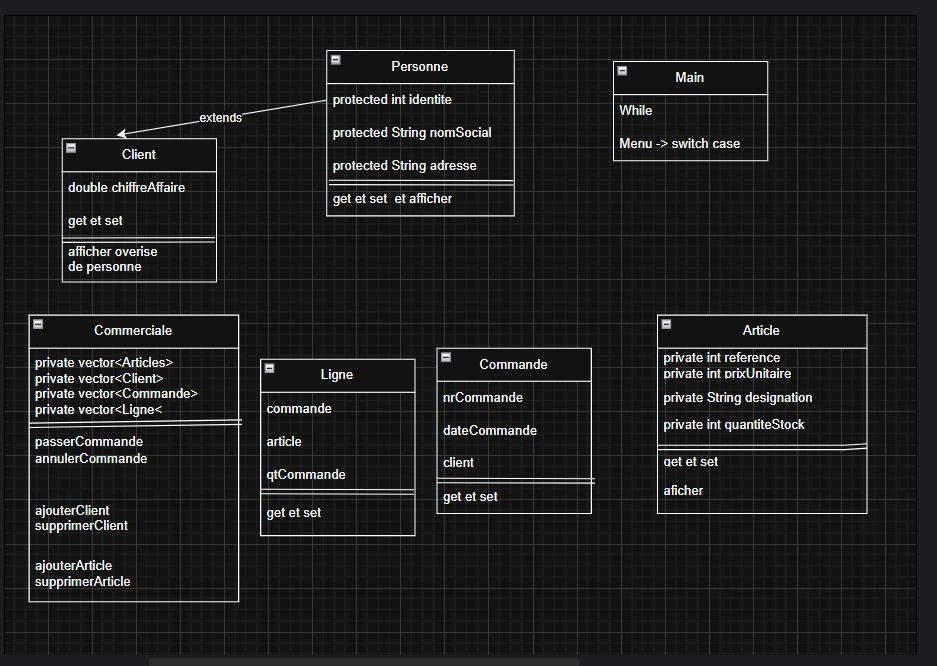 Personne
protected int identite
protected String nomSocial
protected String adresse
get et set  et afficher
Main
While
Menu -> switch case
extends
Client
double chiffreAffaire
get et set
afficher overise
de personne
Commerciale
private vector<Articles>
private vector<Client>
private vector<Commande>
private vector<Ligne<
passerCommande
annulerCommande
ajouterClient
supprimerClient
ajouterArticle
supprimerArticle
Ligne
commande
article
qtCommande
get et set
Commande
nrCommande
dateCommande
client
get et set
Article
private int reference
private int prixUnitaire
private String designation
private int quantiteStock
get et set
aficher